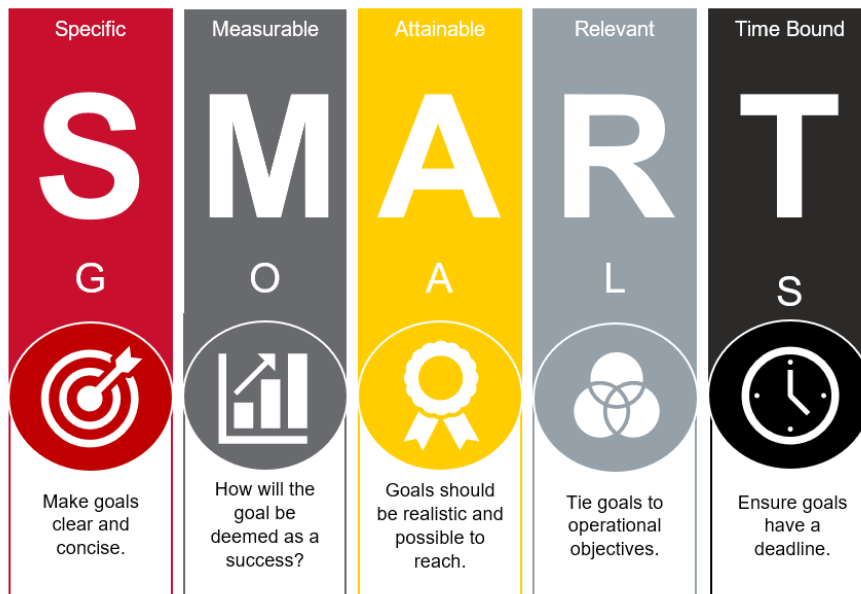 Specific
Measurable
Attainable
Relevant
Time Bound
S
M
A
R
T
G
O
A
L
S
Make goals
clear and
concise.
How will the
goal be
deemed as a
success?
Goals should
be realistic and
possible to
reach.
Tie goals to
operational
objectives.
Ensure goals
have a
deadline.